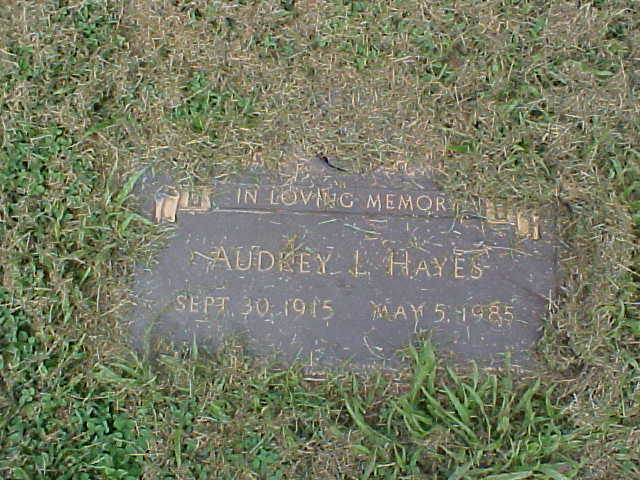 IN LOVING MEMORY
AUDREY L HAYES
SEPT 30, 1915 MAY 5, 1985